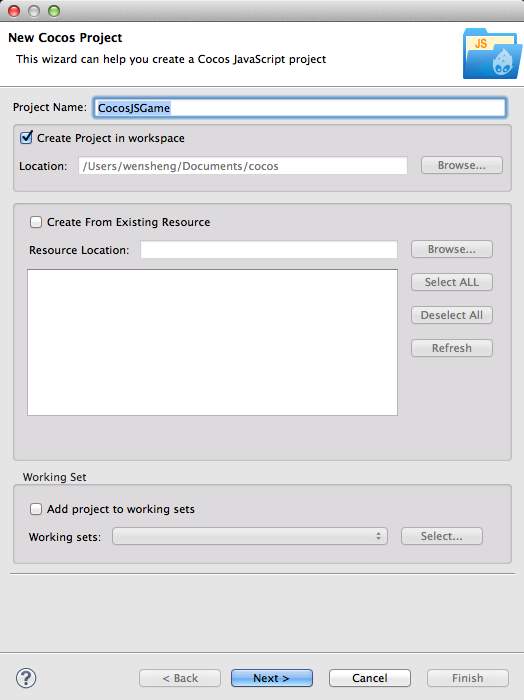 New Cocos Project
This wizard can help you create a Cocos JavaScript project
JS
Project Name: CocosJSGame
Create Project in workspace
Location: /Users/wensheng/Documents/cocos Browse...
Create From Existing Resource
Resource Location: Browse...
Select ALL
Deselect All
Refresh
Working Set
Add project to working sets
Working sets: Select...
? < Back Next > Cancel Finish